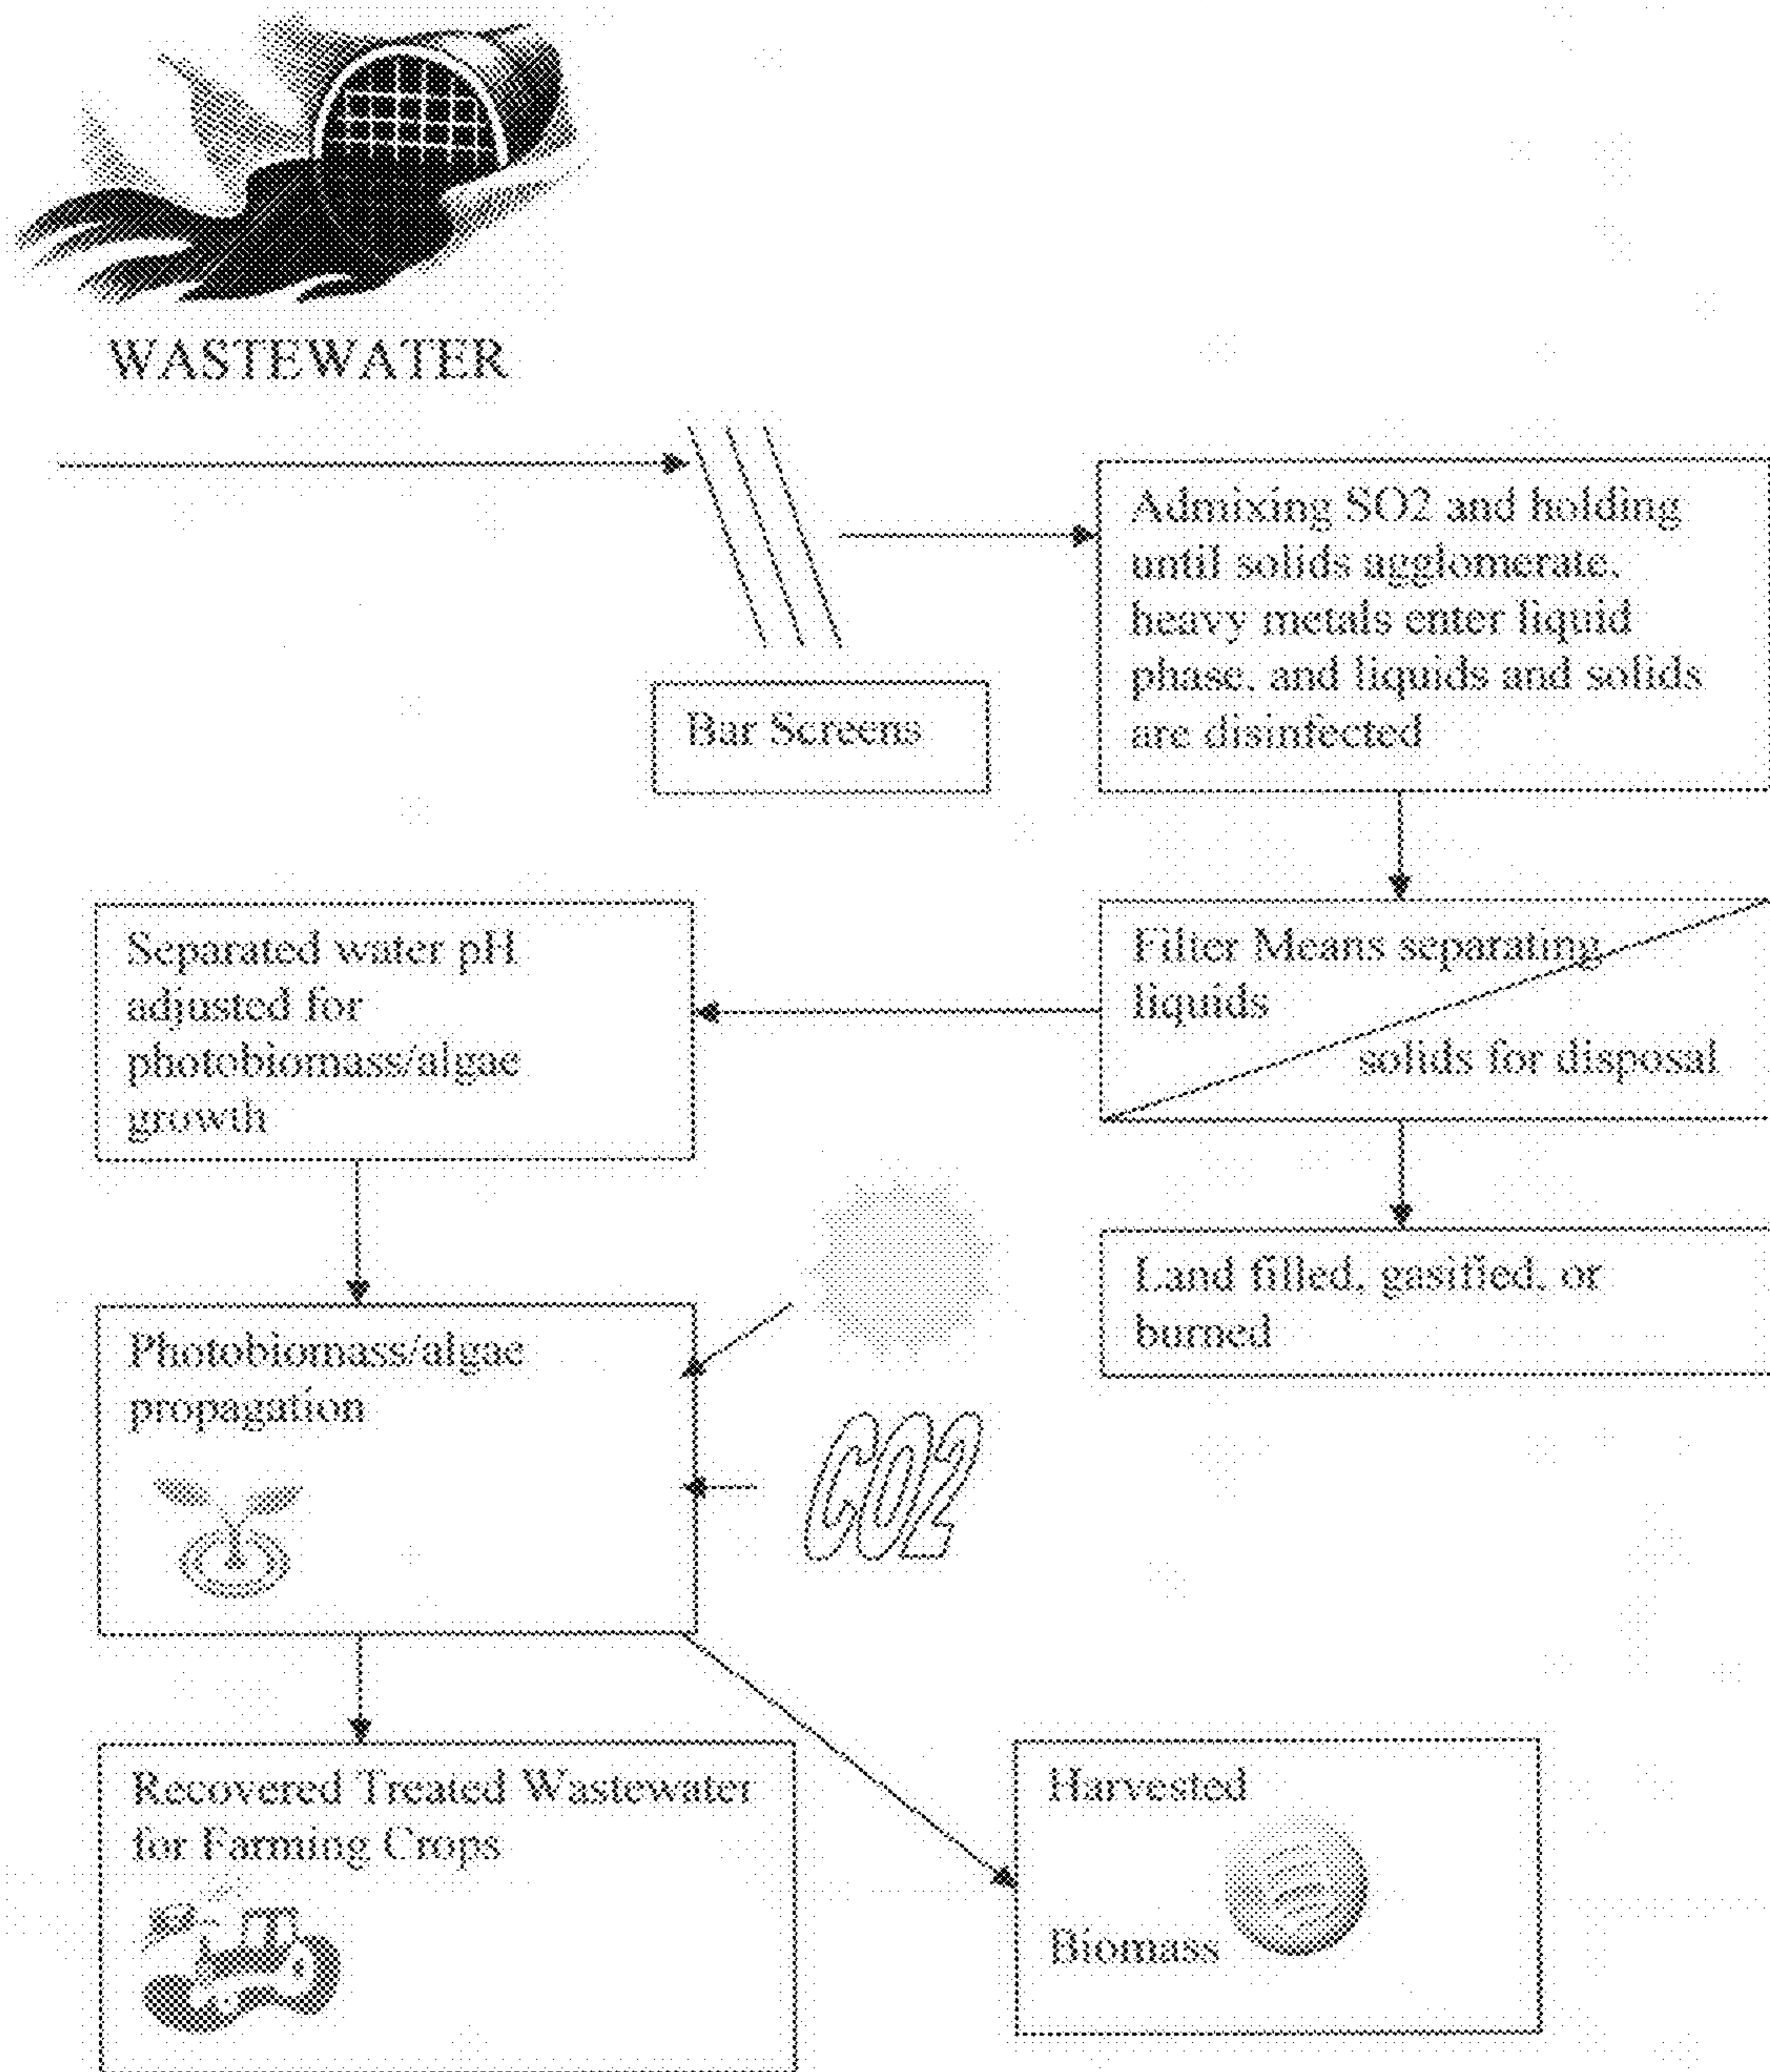 WASTEWATER
Bar Screens
Admixing SO2 and holding
until solids agglomerate,
heavy metals enter liquid
phase, and liquids and solids
are disinfected
Separated water pH
adjusted for
photobiomass/algae
growth
Filter Means separating
liquids
solids for disposal
Land filled, gasified, or
burned
Photobiomass/algae
propagation
CO2
Recovered Treated Wastewater
for Farming Crops
Harvested
Biomass